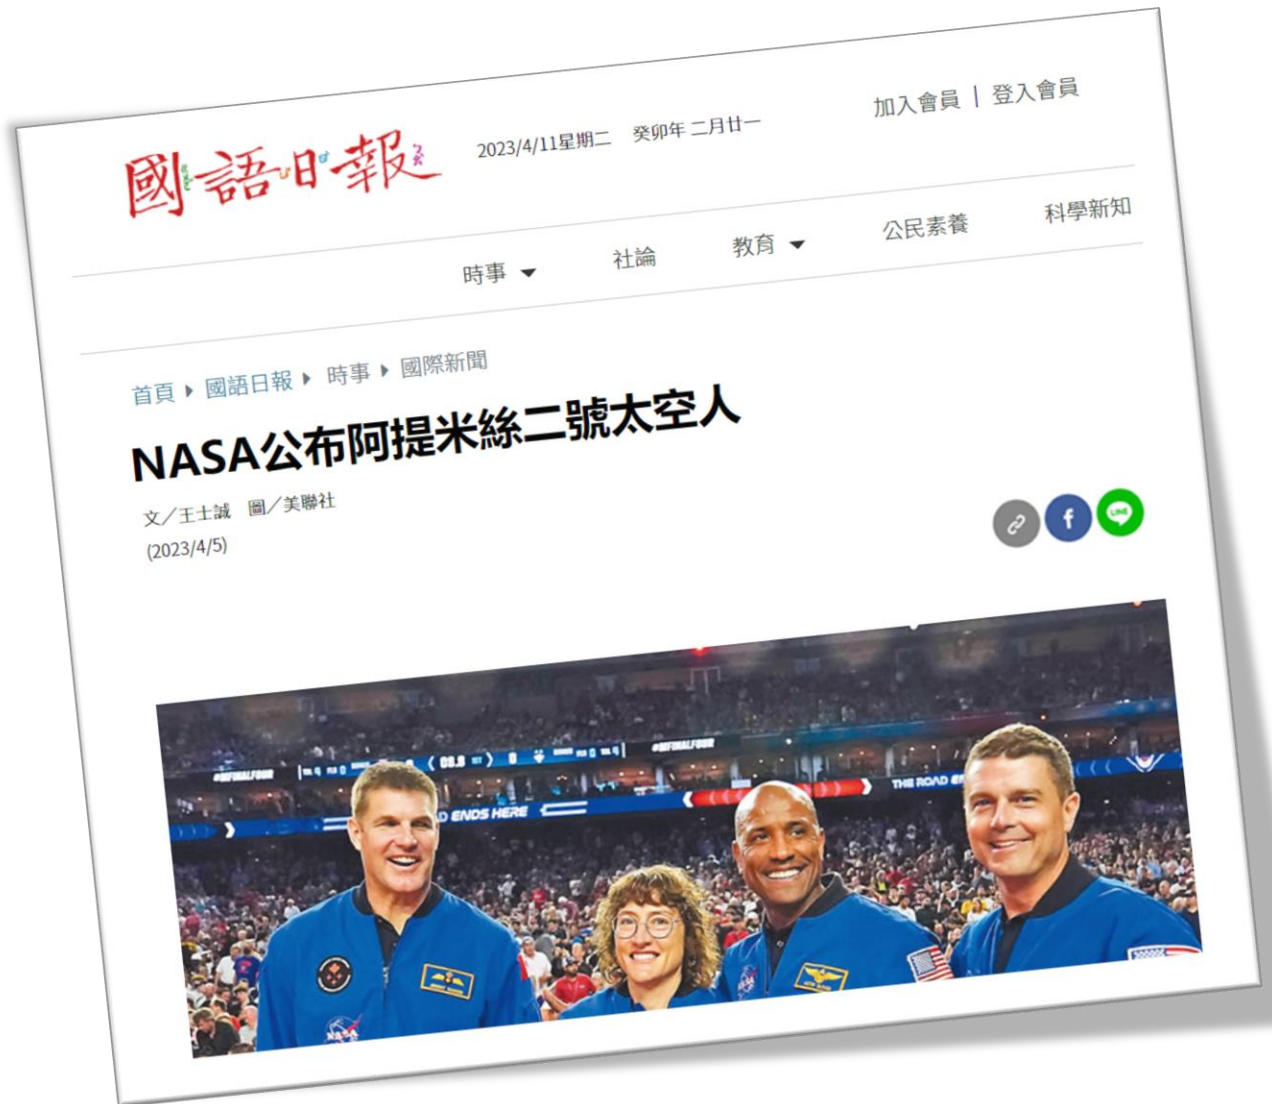 國語日報
2023/4/11星期二 癸卯年 二月廿一
加入會員 | 登入會員
時事 社論 教育 公民素養 科學新知
首頁 國語日報 時事 國際新聞
NASA公布阿提米絲二號太空人
文／王士誠 圖／美聯社
(2023/4/5)
LINE
f
ENDS HERE
THE ROAD
NASA